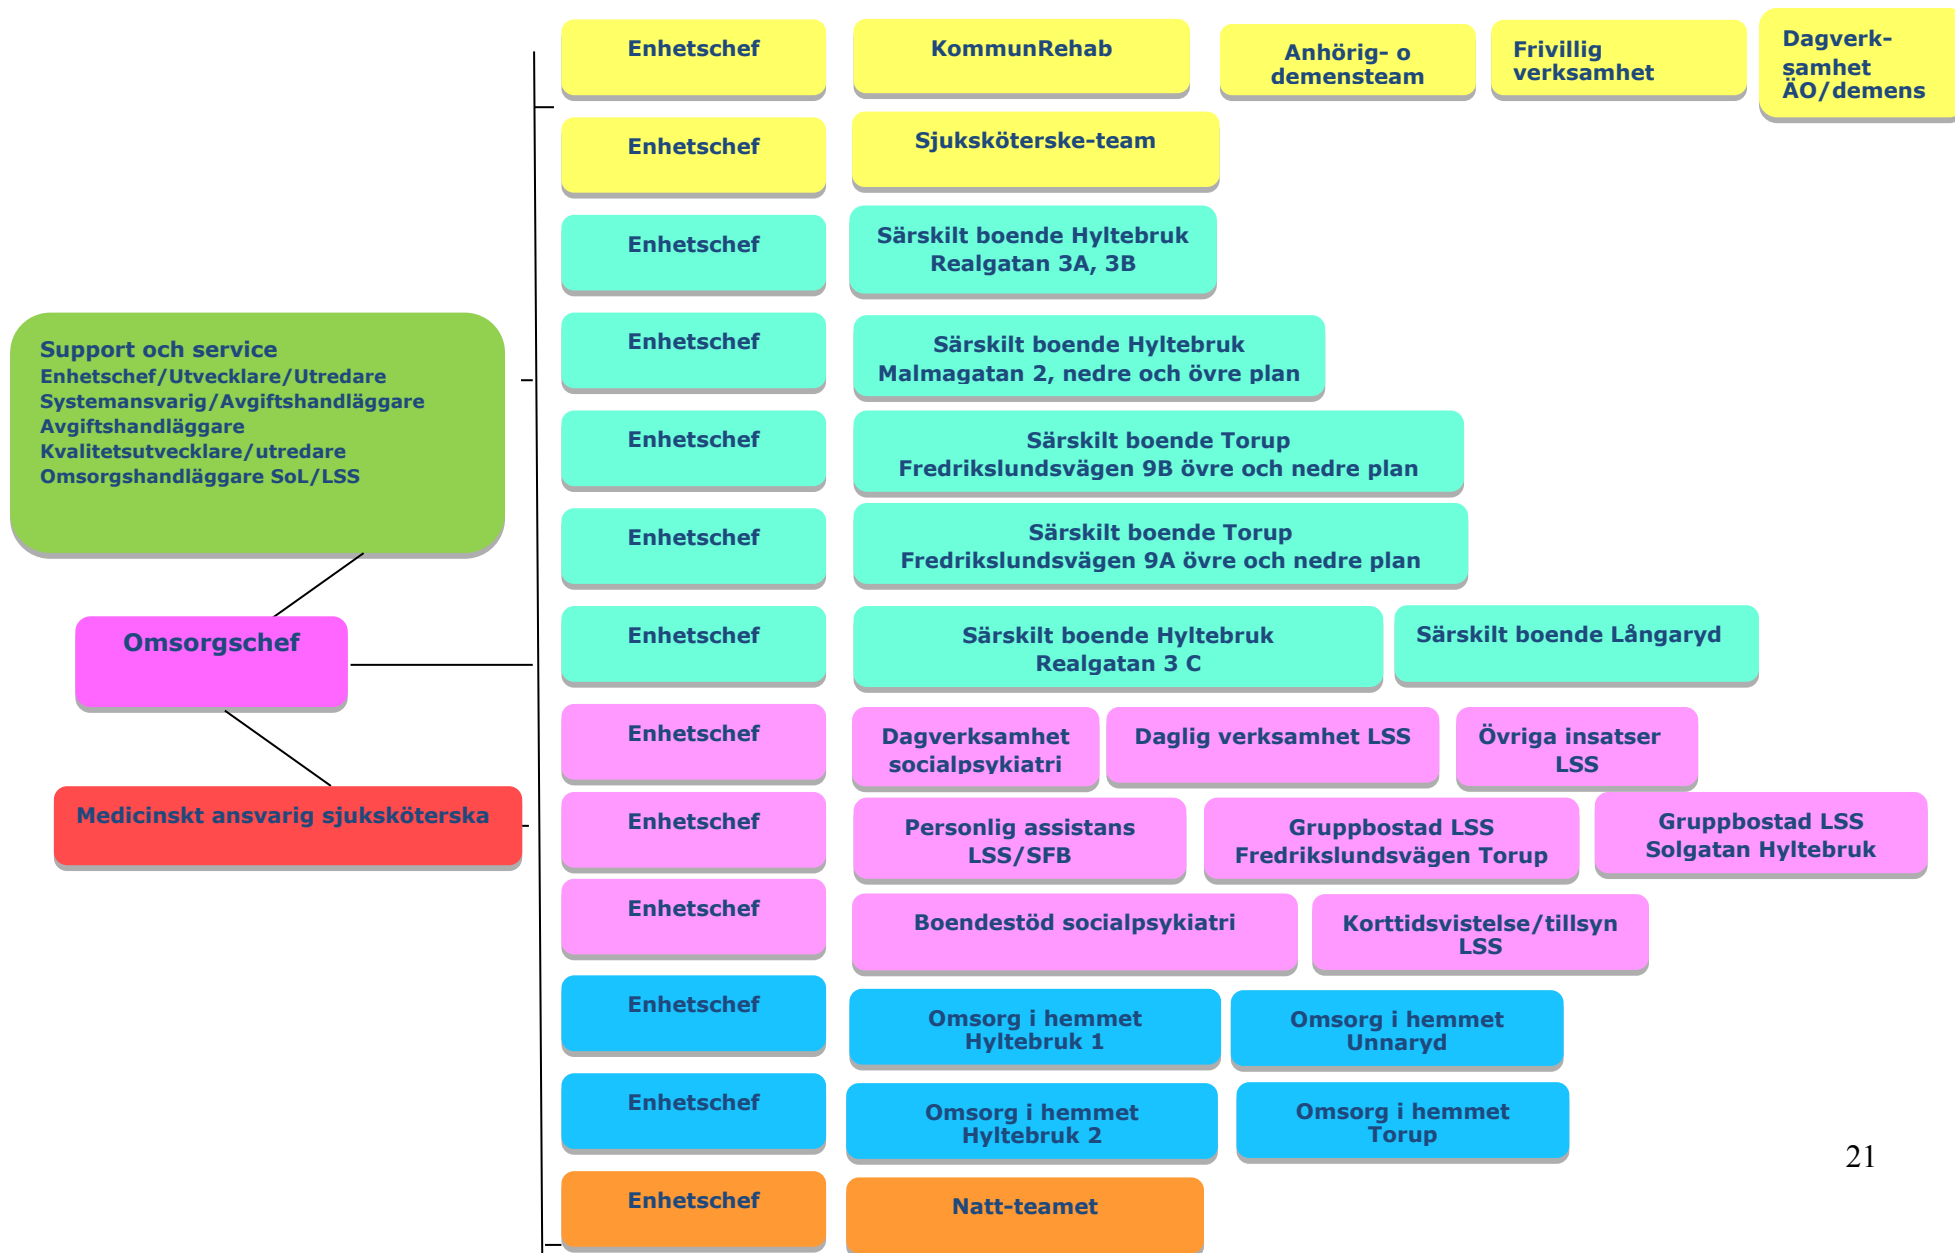 Enhetschef
KommunRehab
Anhörig- o
demensteam
Frivillig
verksamhet
Dagverk-
samhet
ÄO/demens
Enhetschef
Sjuksköterske-team
Enhetschef
Särskilt boende Hyltebruk
Realgatan 3A, 3B
Support och service
Enhetschef/Utvecklare/Utredare
Systemansvarig/Avgiftshandläggare
Avgiftshandläggare
Kvalitetsutvecklare/utredare
Omsorgshandläggare SoL/LSS
Enhetschef
Särskilt boende Hyltebruk
Malmagatan 2, nedre och övre plan
Enhetschef
Särskilt boende Torup
Fredrikslundsvägen 9B övre och nedre plan
Enhetschef
Särskilt boende Torup
Fredrikslundsvägen 9A övre och nedre plan
Omsorgschef
Enhetschef
Särskilt boende Hyltebruk
Realgatan 3 C
Särskilt boende Långaryd
Enhetschef
Dagverksamhet
socialpsykiatri
Daglig verksamhet LSS
Övriga insatser
LSS
Medicinskt ansvarig sjuksköterska
Enhetschef
Personlig assistans
LSS/SFB
Gruppbostad LSS
Fredrikslundsvägen Torup
Gruppbostad LSS
Solgatan Hyltebruk
Enhetschef
Boendestöd socialpsykiatri
Korttidsvistelse/tillsyn
LSS
Enhetschef
Omsorg i hemmet
Hyltebruk 1
Omsorg i hemmet
Unnaryd
Enhetschef
Omsorg i hemmet
Hyltebruk 2
Omsorg i hemmet
Torup
21
Enhetschef
Natt-teamet